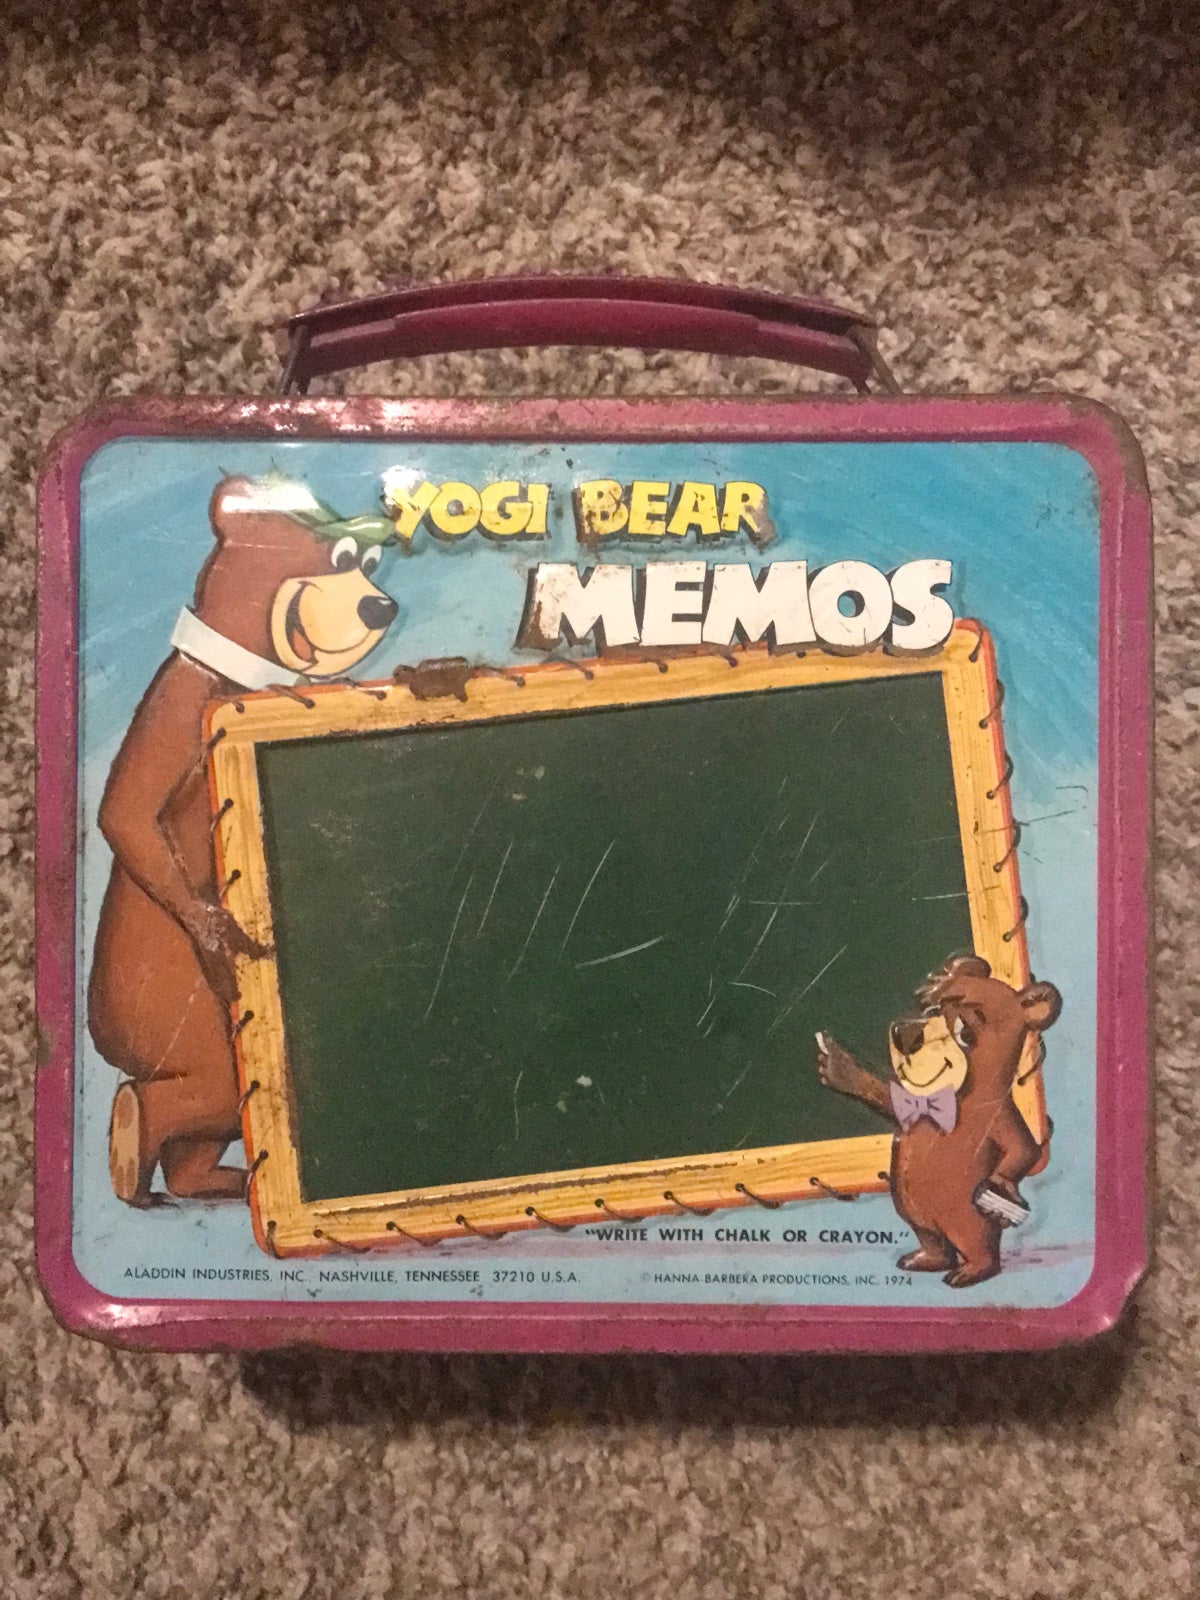 YOGI BEAR
MEMOS
"WRITE WITH CHALK OR CRAYON."
ALADDIN INDUSTRIES, INC. NASHVILLE, TENNESSEE 37210 U.S.A. © HANNA-BARBERA PRODUCTIONS, INC. 1974